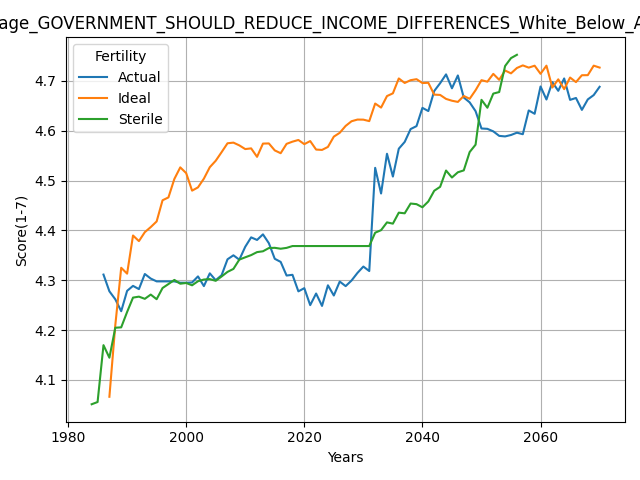 age_GOVERNMENT_SHOULD_REDUCE_INCOME_DIFFERENCES_White_Below_A
Fertility
Actual
Ideal
Sterile
Score(1-7)
4.7
4.6
4.5
4.4
4.3
4.2
4.1
1980
2000
2020
2040
2060
Years